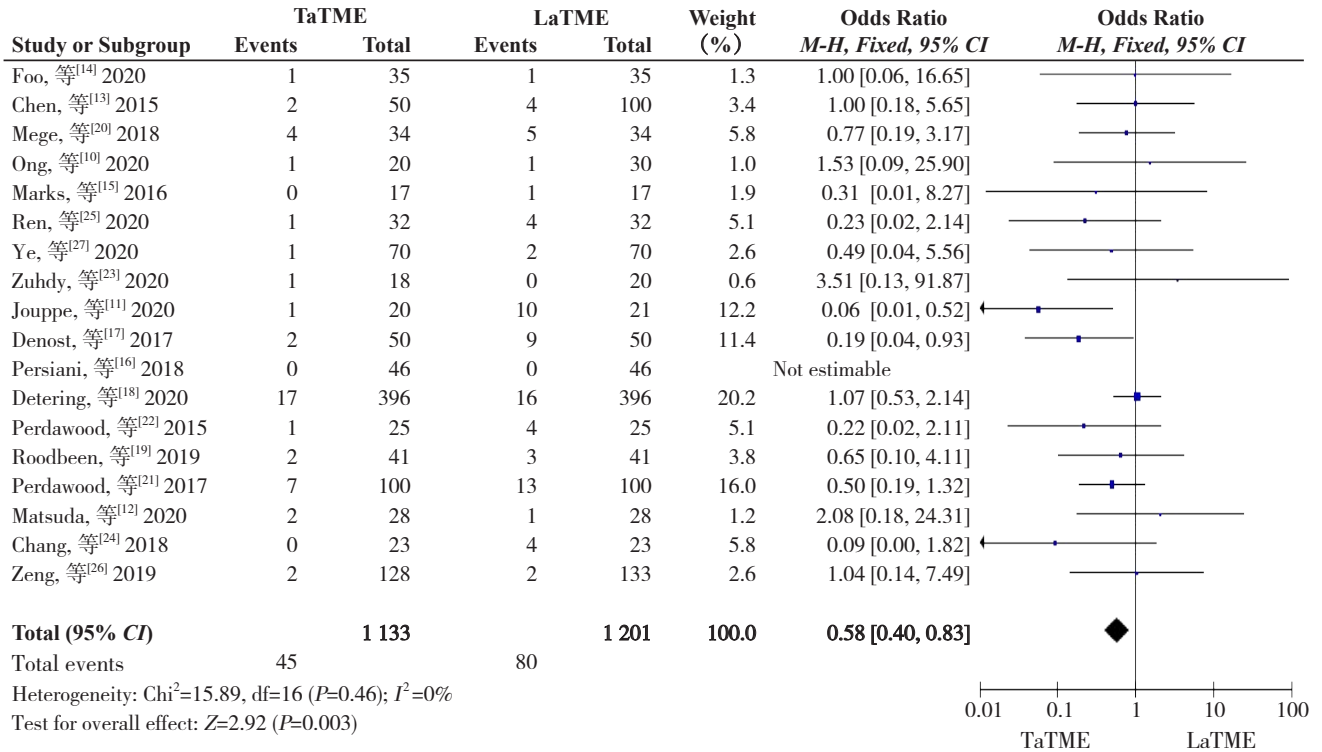 TaTME LaTME Weight Odds Ratio Odds Ratio
Study or Subgroup Events Total Events Total （%） M-H, Fixed, 95% CI M-H, Fixed, 95% CI
Foo, 等[14] 2020 1 35 1 35 1.3 1.00 [0.06, 16.65]
Chen, 等[13] 2015 2 50 4 100 3.4 1.00 [0.18, 5.65]
Mege, 等[20] 2018 4 34 5 34 5.8 0.77 [0.19, 3.17]
Ong, 等[10] 2020 1 20 1 30 1.0 1.53 [0.09, 25.90]
Marks, 等[15] 2016 0 17 1 17 1.9 0.31 [0.01, 8.27]
Ren, 等[25] 2020 1 32 4 32 5.1 0.23 [0.02, 2.14]
Ye, 等[27] 2020 1 70 2 70 2.6 0.49 [0.04, 5.56]
Zuhdy, 等[23] 2020 1 18 0 20 0.6 3.51 [0.13, 91.87]
Jouppe, 等[11] 2020 1 20 10 21 12.2 0.06 [0.01, 0.52]
Denost, 等[17] 2017 2 50 9 50 11.4 0.19 [0.04, 0.93]
Persiani, 等[16] 2018 0 46 0 46 Not estimable
Detering, 等[18] 2020 17 396 16 396 20.2 1.07 [0.53, 2.14]
Perdawood, 等[22] 2015 1 25 4 25 5.1 0.22 [0.02, 2.11]
Roodbeen, 等[19] 2019 2 41 3 41 3.8 0.65 [0.10, 4.11]
Perdawood, 等[21] 2017 7 100 13 100 16.0 0.50 [0.19, 1.32]
Matsuda, 等[12] 2020 2 28 1 28 1.2 2.08 [0.18, 24.31]
Chang, 等[24] 2018 0 23 4 23 5.8 0.09 [0.00, 1.82]
Zeng, 等[26] 2019 2 128 2 133 2.6 1.04 [0.14, 7.49]
Total (95% CI) 1 133 1 201 100.0 0.58 [0.40, 0.83]
Total events 45 80
Heterogeneity: Chi²=15.89, df=16 (P=0.46); I²=0%
Test for overall effect: Z=2.92 (P=0.003)
0.01 0.1 1 10 100
TaTME LaTME